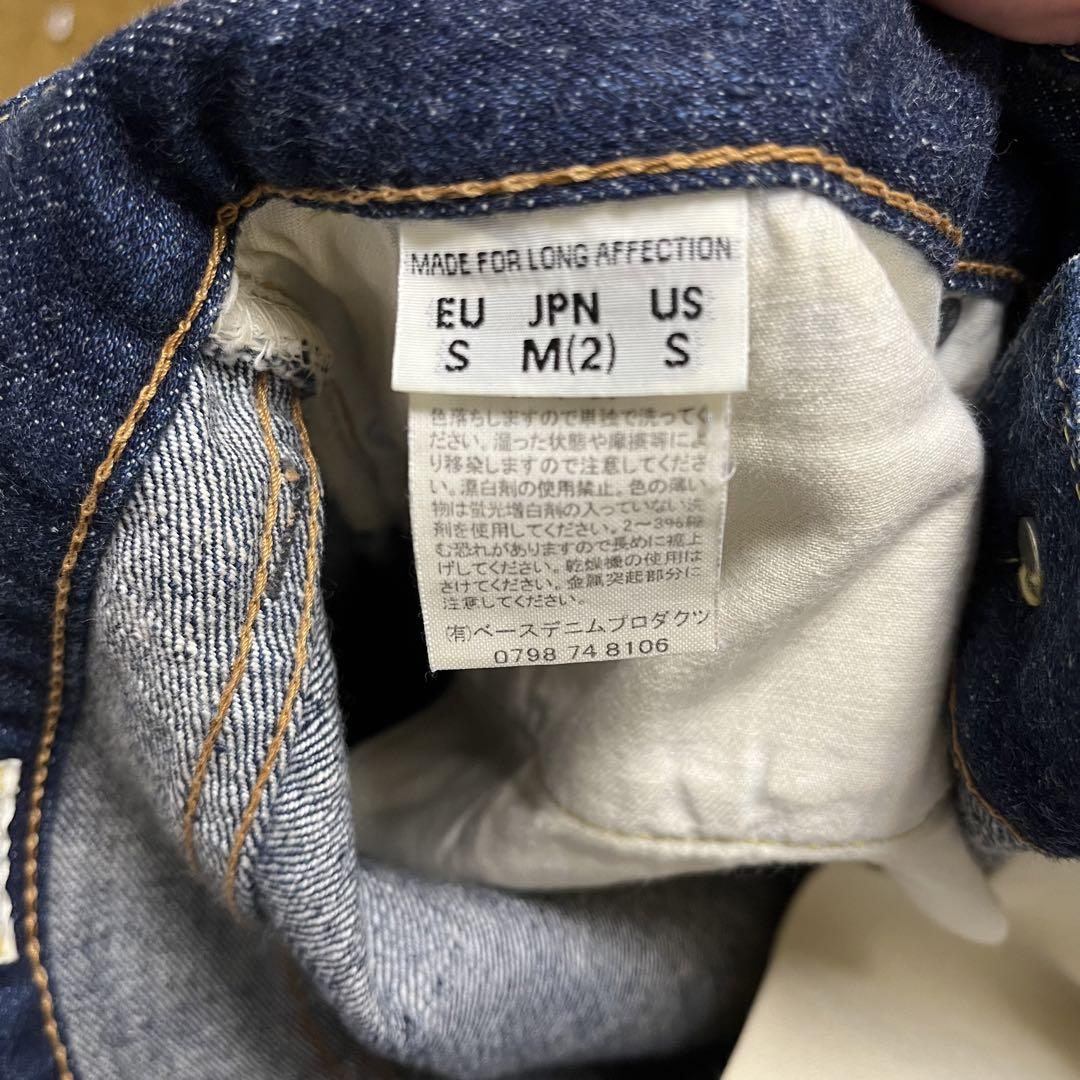 MADE FOR LONG AFFECTION
EU JPN US
S M(2) S
色落ちしますので単独で洗ってく
ださい。湿った状態や摩擦等によ
り移染しますので注意してくださ
い。漂白剤の使用禁止。色の薄い
物は蛍光増白剤の入っていない洗
剤を使用してください。2〜3%程
む恐れがありますので長めに裾上
げしてください。乾燥機の使用は
さけてください。金属突起部分に
注意してください。
(有)ベースデニムプロダクツ
0798 74 8106